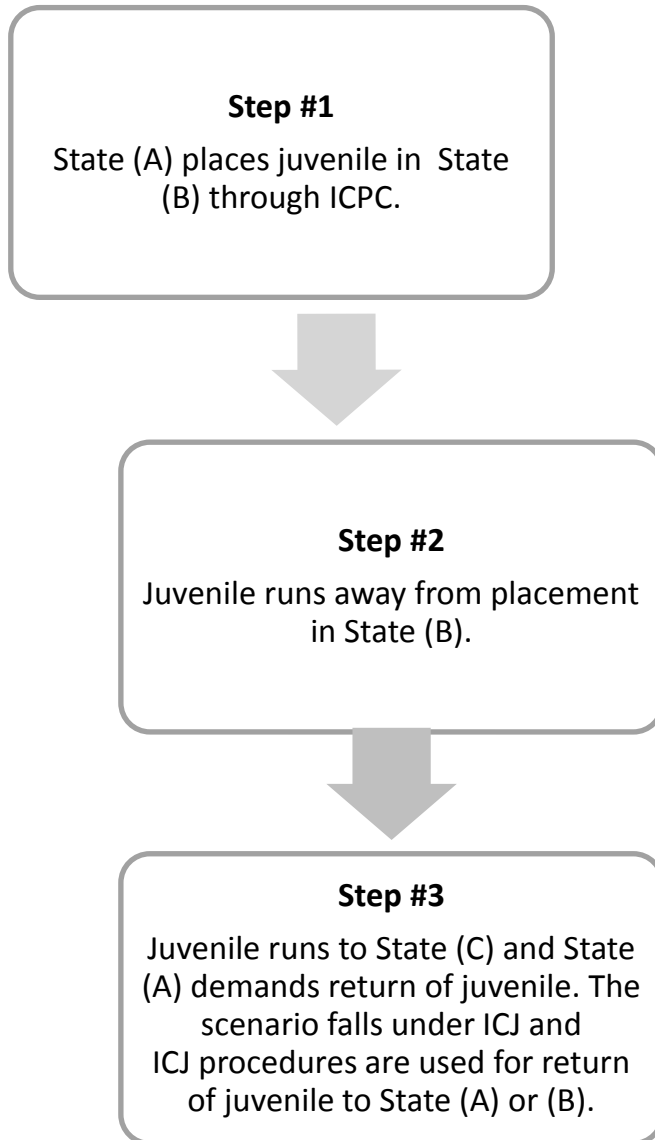 Step #1
State (A) places juvenile in State
(B) through ICPC.
Step #2
Juvenile runs away from placement
in State (B).
Step #3
Juvenile runs to State (C) and State
(A) demands return of juvenile. The
scenario falls under ICJ and
ICJ procedures are used for return
of juvenile to State (A) or (B).